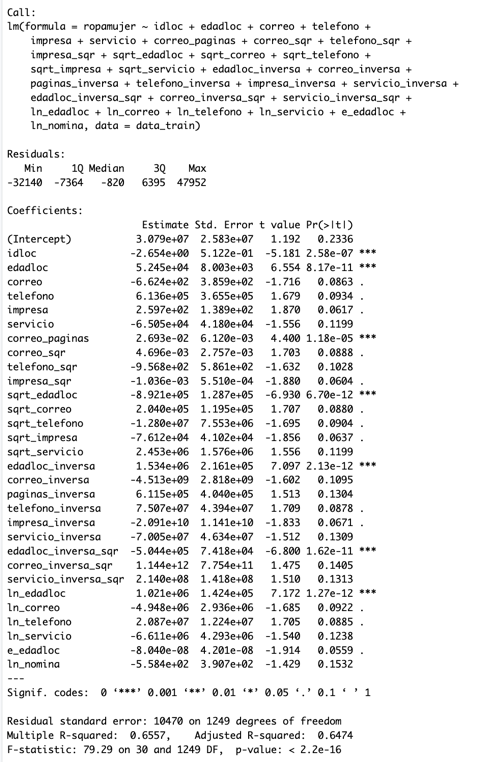 Call:
lm(formula = ropamujer ~ idloc + edadloc + correo + telefono +
impresa + servicio + correo_paginas + correo_sqr + telefono_sqr +
impresa_sqr + sqrt_edadloc + sqrt_correo + sqrt_telefono +
sqrt_impresa + sqrt_servicio + edadloc_inversa + correo_inversa +
paginas_inversa + telefono_inversa + impresa_inversa + servicio_inversa +
edadloc_inversa_sqr + correo_inversa_sqr + servicio_inversa_sqr +
ln_edadloc + ln_correo + ln_telefono + ln_servicio + e_edadloc +
ln_nomina, data = data_train)
Residuals:
Min 1Q Median 3Q Max
-32140 -7364 -820 6395 47952
Coefficients:
Estimate Std. Error t value Pr(>|t|)
(Intercept) 3.079e+07 2.583e+07 1.192 0.2336
idloc -2.654e+00 5.122e-01 -5.181 2.58e-07 ***
edadloc 5.245e+04 8.003e+03 6.554 8.17e-11 ***
correo -6.624e+02 3.859e+02 -1.716 0.0863 .
telefono 6.136e+05 3.655e+05 1.679 0.0934 .
impresa 2.597e+02 1.389e+02 1.870 0.0617 .
servicio -6.505e+04 4.180e+04 -1.556 0.1199
correo_paginas 2.693e-02 6.120e-03 4.400 1.18e-05 ***
correo_sqr 4.696e-03 2.757e-03 1.703 0.0888 .
telefono_sqr -9.568e+02 5.861e+02 -1.632 0.1028
impresa_sqr -1.036e-03 5.510e-04 -1.880 0.0604 .
sqrt_edadloc -8.921e+05 1.287e+05 -6.930 6.70e-12 ***
sqrt_correo 2.040e+05 1.195e+05 1.707 0.0880 .
sqrt_telefono -1.280e+07 7.553e+06 -1.695 0.0904 .
sqrt_impresa -7.612e+04 4.102e+04 -1.856 0.0637 .
sqrt_servicio 2.453e+06 1.576e+06 1.556 0.1199
edadloc_inversa 1.534e+06 2.161e+05 7.097 2.13e-12 ***
correo_inversa -4.513e+09 2.818e+09 -1.602 0.1095
paginas_inversa 6.115e+05 4.040e+05 1.513 0.1304
telefono_inversa 7.507e+07 4.394e+07 1.709 0.0878 .
impresa_inversa -2.091e+10 1.141e+10 -1.833 0.0671 .
servicio_inversa -7.005e+07 4.634e+07 -1.512 0.1309
edadloc_inversa_sqr -5.044e+05 7.418e+04 -6.800 1.62e-11 ***
correo_inversa_sqr 1.144e+12 7.754e+11 1.475 0.1405
servicio_inversa_sqr 2.140e+08 1.418e+08 1.510 0.1313
ln_edadloc 1.021e+06 1.424e+05 7.172 1.27e-12 ***
ln_correo -4.948e+06 2.936e+06 -1.685 0.0922 .
ln_telefono 2.087e+07 1.224e+07 1.705 0.0885 .
ln_servicio -6.611e+06 4.293e+06 -1.540 0.1238
e_edadloc -8.040e-08 4.201e-08 -1.914 0.0559 .
ln_nomina -5.584e+02 3.907e+02 -1.429 0.1532
---
Signif. codes: 0 ‘***’ 0.001 ‘**’ 0.01 ‘*’ 0.05 ‘.’ 0.1 ‘ ’ 1
Residual standard error: 10470 on 1249 degrees of freedom
Multiple R-squared: 0.6557, Adjusted R-squared: 0.6474
F-statistic: 79.29 on 30 and 1249 DF, p-value: < 2.2e-16